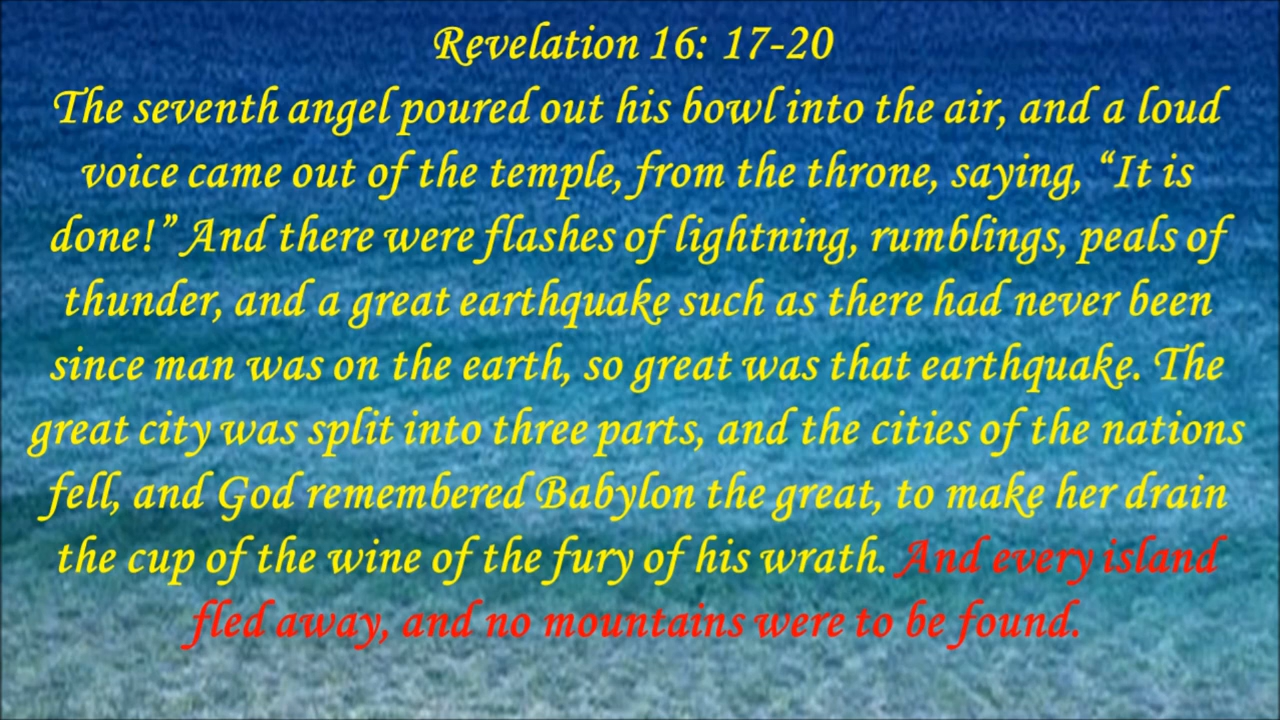 Revelation 16: 17-20
The seventh angel poured out his bowl into the air, and a loud
voice came out of the temple, from the throne, saying, “It is
done!” And there were flashes of lightning, rumblings, peals of
thunder, and a great earthquake such as there had never been
since man was on the earth, so great was that earthquake. The
great city was split into three parts, and the cities of the nations
fell, and God remembered Babylon the great, to make her drain
the cup of the wine of the fury of his wrath. And every island
fled away, and no mountains were to be found.